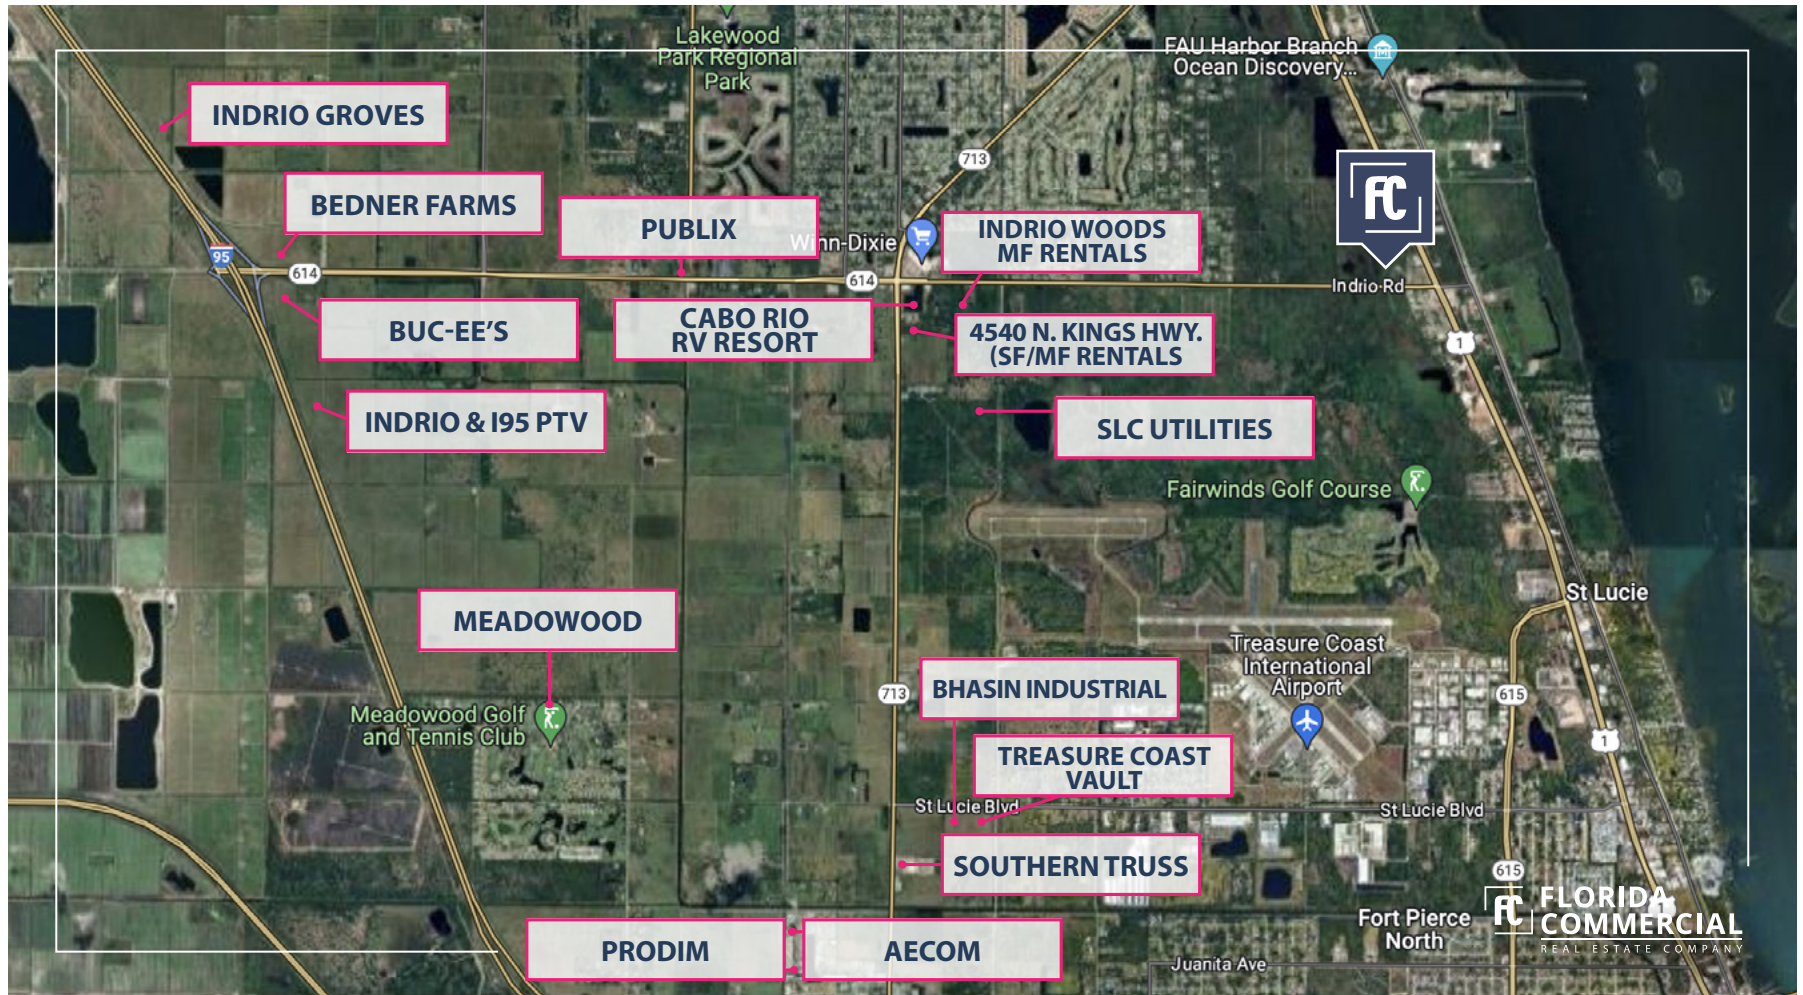 Lakewood
Park Regional
Park
FAU Harbor Branch
Ocean Discovery...
INDRIO GROVES
713
FC
BEDNER FARMS
PUBLIX
Winn-Dixie
INDRIO WOODS
MF RENTALS
95
614
614
Indrio Rd
BUC-EE'S
CABO RIO
RV RESORT
4540 N. KINGS HWY.
(SF/MF RENTALS
1
INDRIO & I95 PTV
SLC UTILITIES
Fairwinds Golf Course
St Lucie
MEADOWOOD
Treasure Coast
International
Airport
BHASIN INDUSTRIAL
713
615
Meadowood Golf
and Tennis Club
1
TREASURE COAST
VAULT
St Lucie Blvd
St Lucie Blvd
SOUTHERN TRUSS
615
Fort Pierce
North
FC
FLORIDA
COMMERCIAL
REAL ESTATE COMPANY
1
PRODIM
AECOM
Juanita Ave